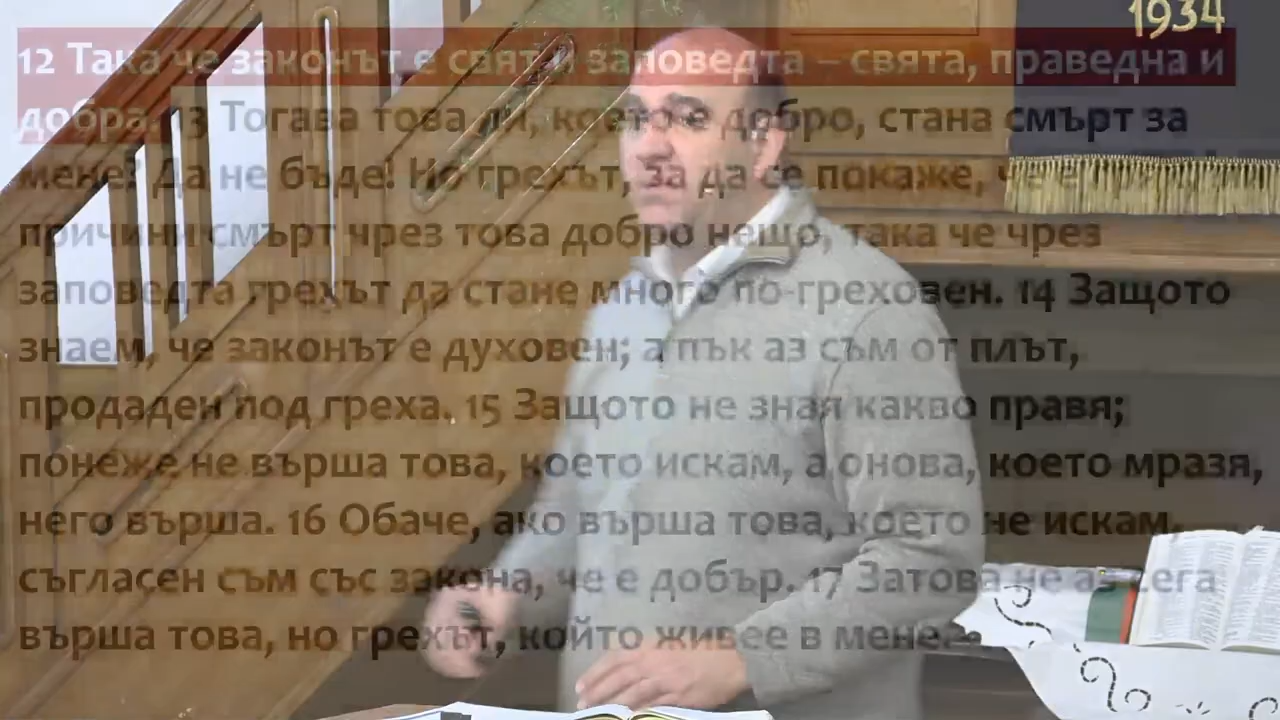 1934
12 Така че законът е свят и заповедта – свята, праведна и
добра. 13 Тогава това ли, което е добро, стана смърт за
мене? Да не бъде! Но грехът, за да се покаже, че е
причини смърт чрез това добро нещо, така че чрез
заповедта грехът да стане много по-греховен. 14 Защото
знаем, че законът е духовен; а пък аз съм от плът,
продаден под греха. 15 Защото не зная какво правя;
понеже не върша това, което искам, а онова, което мразя,
него върша. 16 Обаче, ако върша това, което не искам,
съгласен съм със закона, че е добър. 17 Затова не аз сега
върша това, но грехът, който живее в мене.